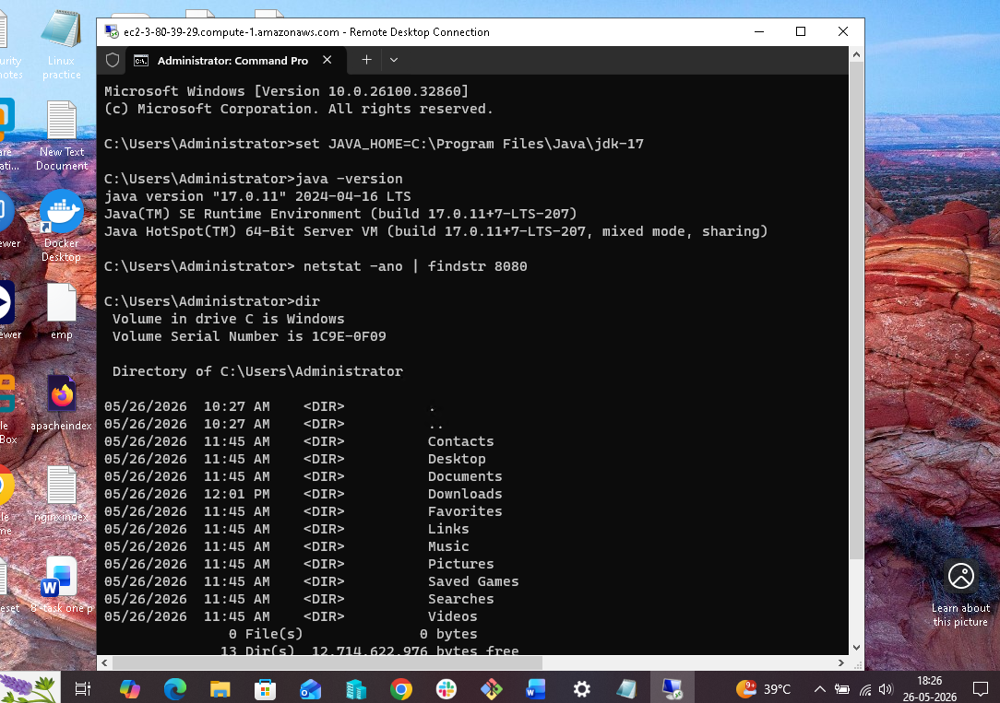 ec2-3-80-39-29.compute-1.amazonaws.com - Remote Desktop Connection
Administrator: Command Pro
Microsoft Windows [Version 10.0.26100.32860]
(c) Microsoft Corporation. All rights reserved.
C:\Users\Administrator>set JAVA_HOME=C:\Program Files\Java\jdk-17
C:\Users\Administrator>java -version
java version "17.0.11" 2024-04-16 LTS
Java(TM) SE Runtime Environment (build 17.0.11+7-LTS-207)
Java HotSpot(TM) 64-Bit Server VM (build 17.0.11+7-LTS-207, mixed mode, sharing)
C:\Users\Administrator> netstat -ano | findstr 8080
C:\Users\Administrator>dir
Volume in drive C is Windows
Volume Serial Number is 1C9E-0F09
Directory of C:\Users\Administrator
05/26/2026 10:27 AM <DIR> .
05/26/2026 10:27 AM <DIR> ..
05/26/2026 11:45 AM <DIR> Contacts
05/26/2026 11:45 AM <DIR> Desktop
05/26/2026 11:45 AM <DIR> Documents
05/26/2026 12:01 PM <DIR> Downloads
05/26/2026 11:45 AM <DIR> Favorites
05/26/2026 11:45 AM <DIR> Links
05/26/2026 11:45 AM <DIR> Music
05/26/2026 11:45 AM <DIR> Pictures
05/26/2026 11:45 AM <DIR> Saved Games
05/26/2026 11:45 AM <DIR> Searches
05/26/2026 11:45 AM <DIR> Videos
0 File(s) 0 bytes
13 Dir(s) 12,714,622,976 bytes free
Linux
practice
New Text
Document
Docker
Desktop
emp
apacheindex
nginxindex
8-task one p
Learn about
this picture
39°C
18:26
26-05-2026